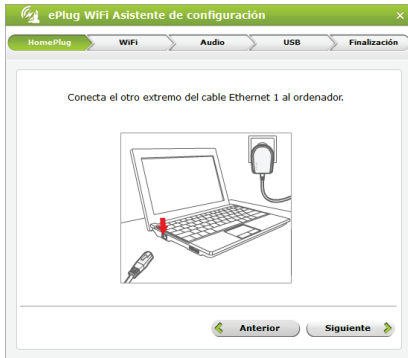 ePlug WiFi Asistente de configuración
HomePlug
WiFi
Audio
USB
Finalización
Conecta el otro extremo del cable Ethernet 1 al ordenador.
Anterior
Siguiente